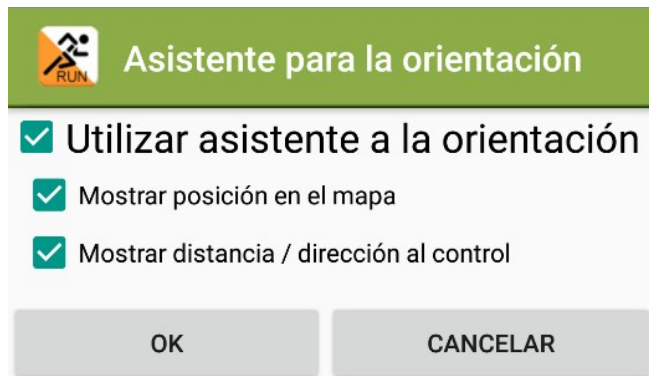 RUN
Asistente para la orientación
Utilizar asistente a la orientación
Mostrar posición en el mapa
Mostrar distancia / dirección al control
OK
CANCELAR